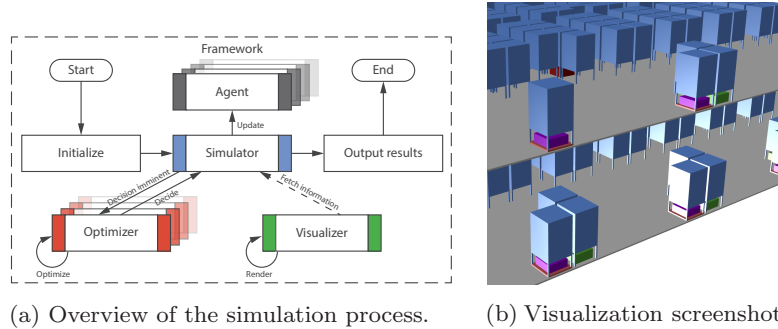 Framework
Start
End
Agent
Update
Initialize
Simulator
Output results
Decision imminent
Decide
Fetch information
Optimizer
Visualizer
Optimize
Render
(a) Overview of the simulation process.
(b) Visualization screenshot